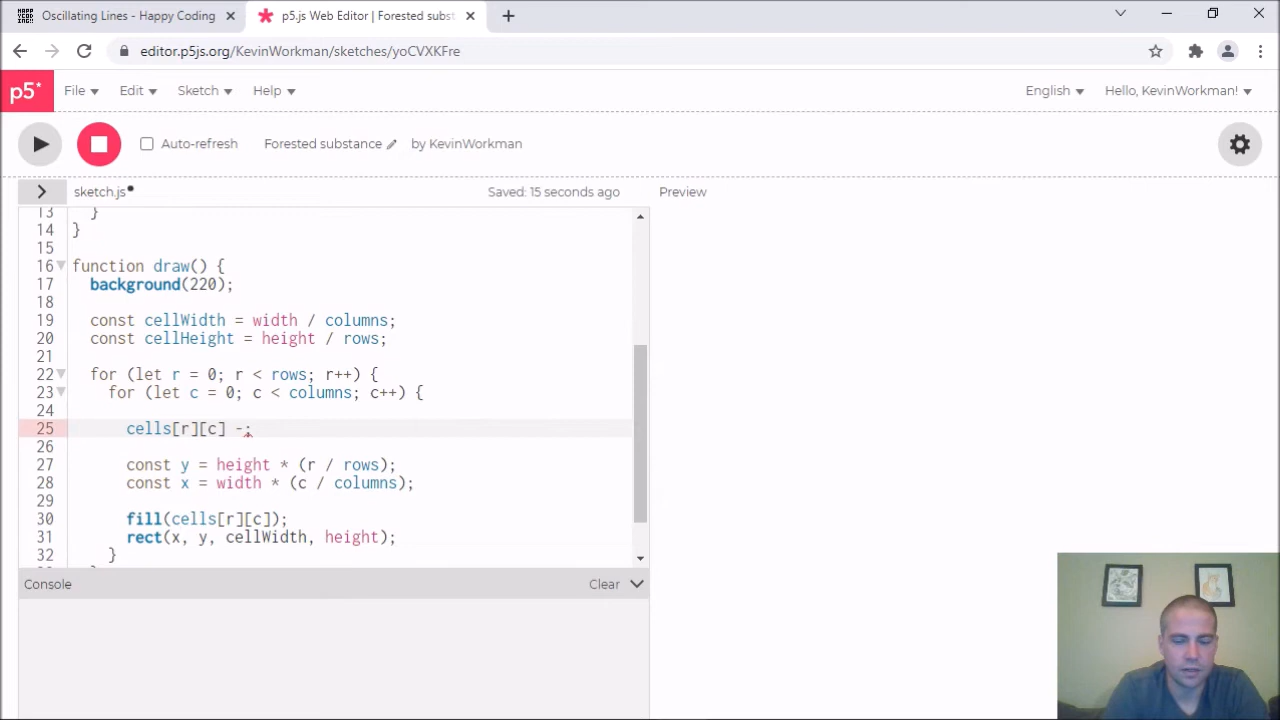 Oscillating Lines - Happy Coding
p5.js Web Editor | Forested subst
editor.p5js.org/KevinWorkman/sketches/yoCVXKFre
p5*
File
Edit
Sketch
Help
English
Hello, KevinWorkman!
Auto-refresh
Forested substance
by KevinWorkman
sketch.js
Saved: 15 seconds ago
Preview
13 }
14 }
15
16 function draw() {
17 background(220);
18
19 const cellWidth = width / columns;
20 const cellHeight = height / rows;
21
22 for (let r = 0; r < rows; r++) {
23 for (let c = 0; c < columns; c++) {
24
25 cells[r][c] -;
26
27 const y = height * (r / rows);
28 const x = width * (c / columns);
29
30 fill(cells[r][c]);
31 rect(x, y, cellWidth, height);
32 }
Console
Clear